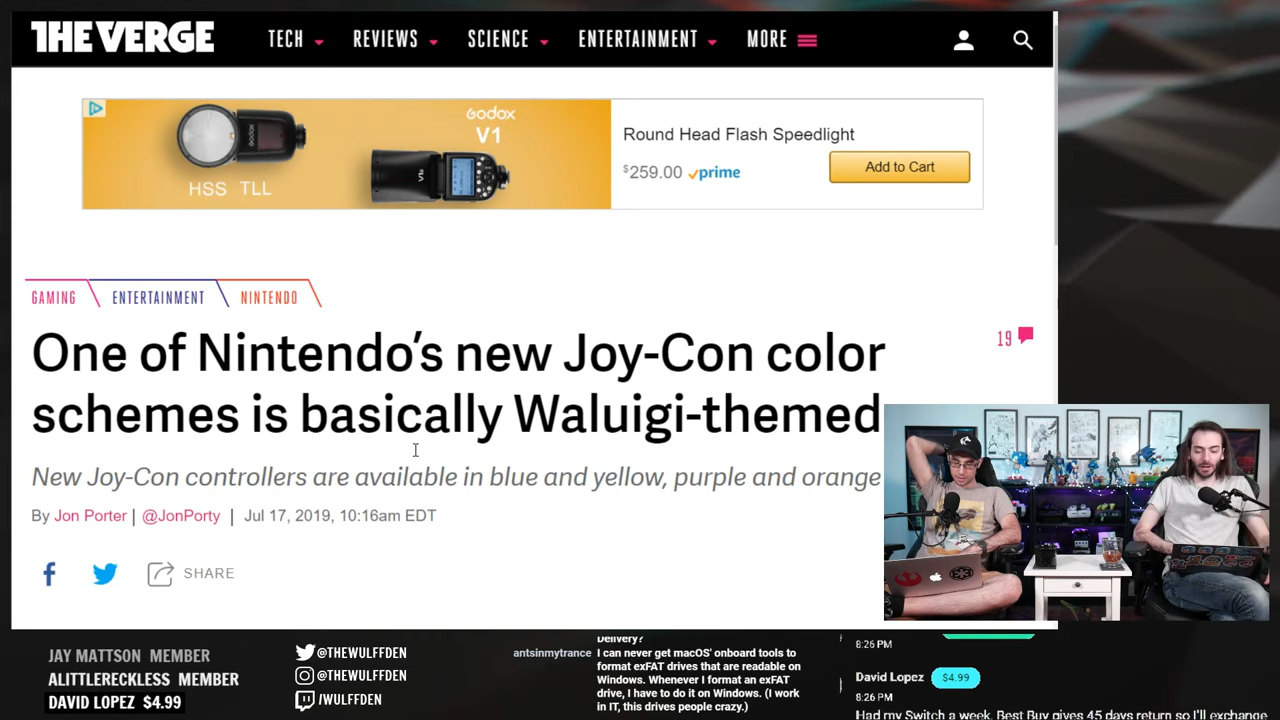 THE VERGE
TECH
REVIEWS
SCIENCE
ENTERTAINMENT
MORE
GODOX
V1
HSS TLL
Round Head Flash Speedlight
$259.00 prime
Add to Cart
GAMING
ENTERTAINMENT
NINTENDO
One of Nintendo’s new Joy-Con color
schemes is basically Waluigi-themed
19
New Joy-Con controllers are available in blue and yellow, purple and orange
By Jon Porter | @JonPorty | Jul 17, 2019, 10:16am EDT
SHARE
JAY MATTSON MEMBER
ALITTLERECKLESS MEMBER
DAVID LOPEZ $4.99
@THEWULFFDEN
@THEWULFFDEN
/WULFFDEN
Delivery?
antsinmytrance I can never get macOS' onboard tools to
format exFAT drives that are readable on
Windows. Whenever I format an exFAT
drive, I have to do it on Windows. (I work
in IT, this drives people crazy.)
8:26 PM
David Lopez $4.99
8:26 PM
Had my Switch a week. Best Buy gives 45 days return so I'll exchange